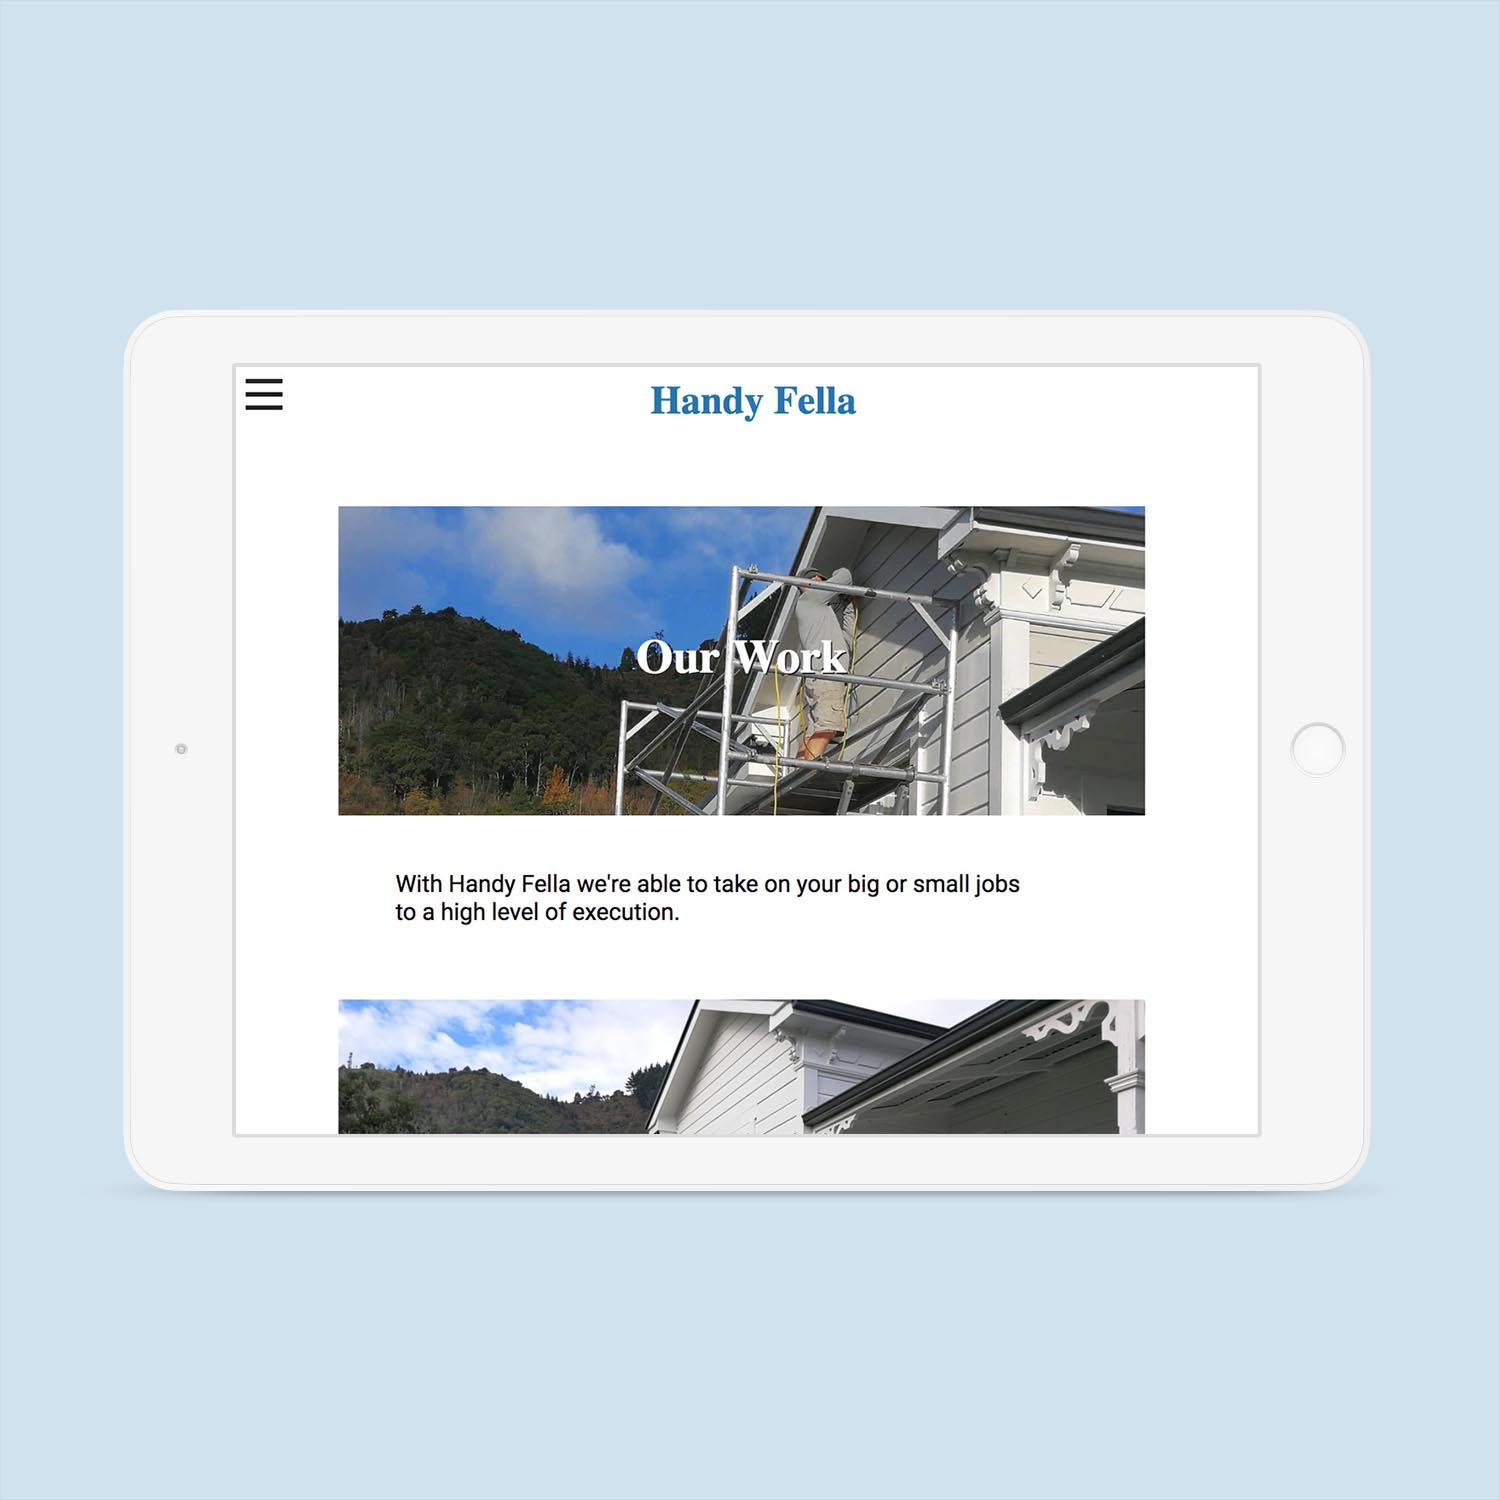 Handy Fella
Our Work
With Handy Fella we're able to take on your big or small jobs
to a high level of execution.